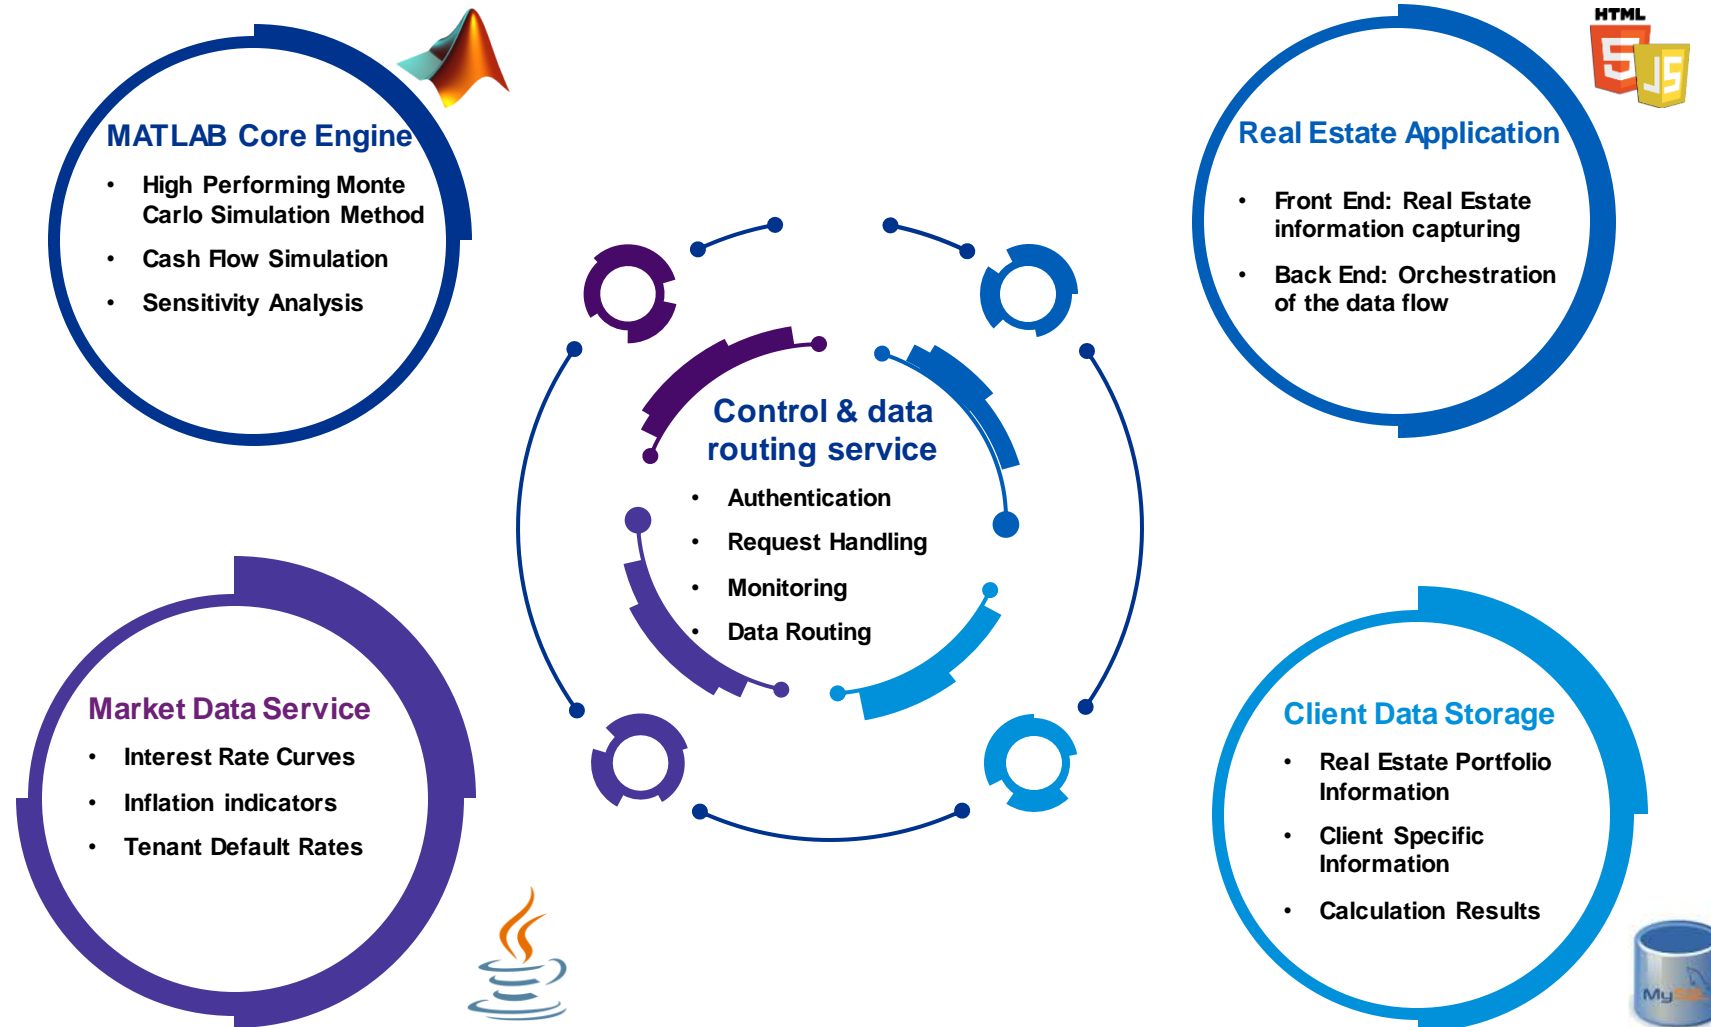 HTML
5
JS
MATLAB Core Engine
• High Performing Monte
Carlo Simulation Method
• Cash Flow Simulation
• Sensitivity Analysis
Real Estate Application
• Front End: Real Estate
information capturing
• Back End: Orchestration
of the data flow
Control & data
routing service
• Authentication
• Request Handling
• Monitoring
• Data Routing
Market Data Service
• Interest Rate Curves
• Inflation indicators
• Tenant Default Rates
Client Data Storage
• Real Estate Portfolio
Information
• Client Specific
Information
• Calculation Results
MySQL